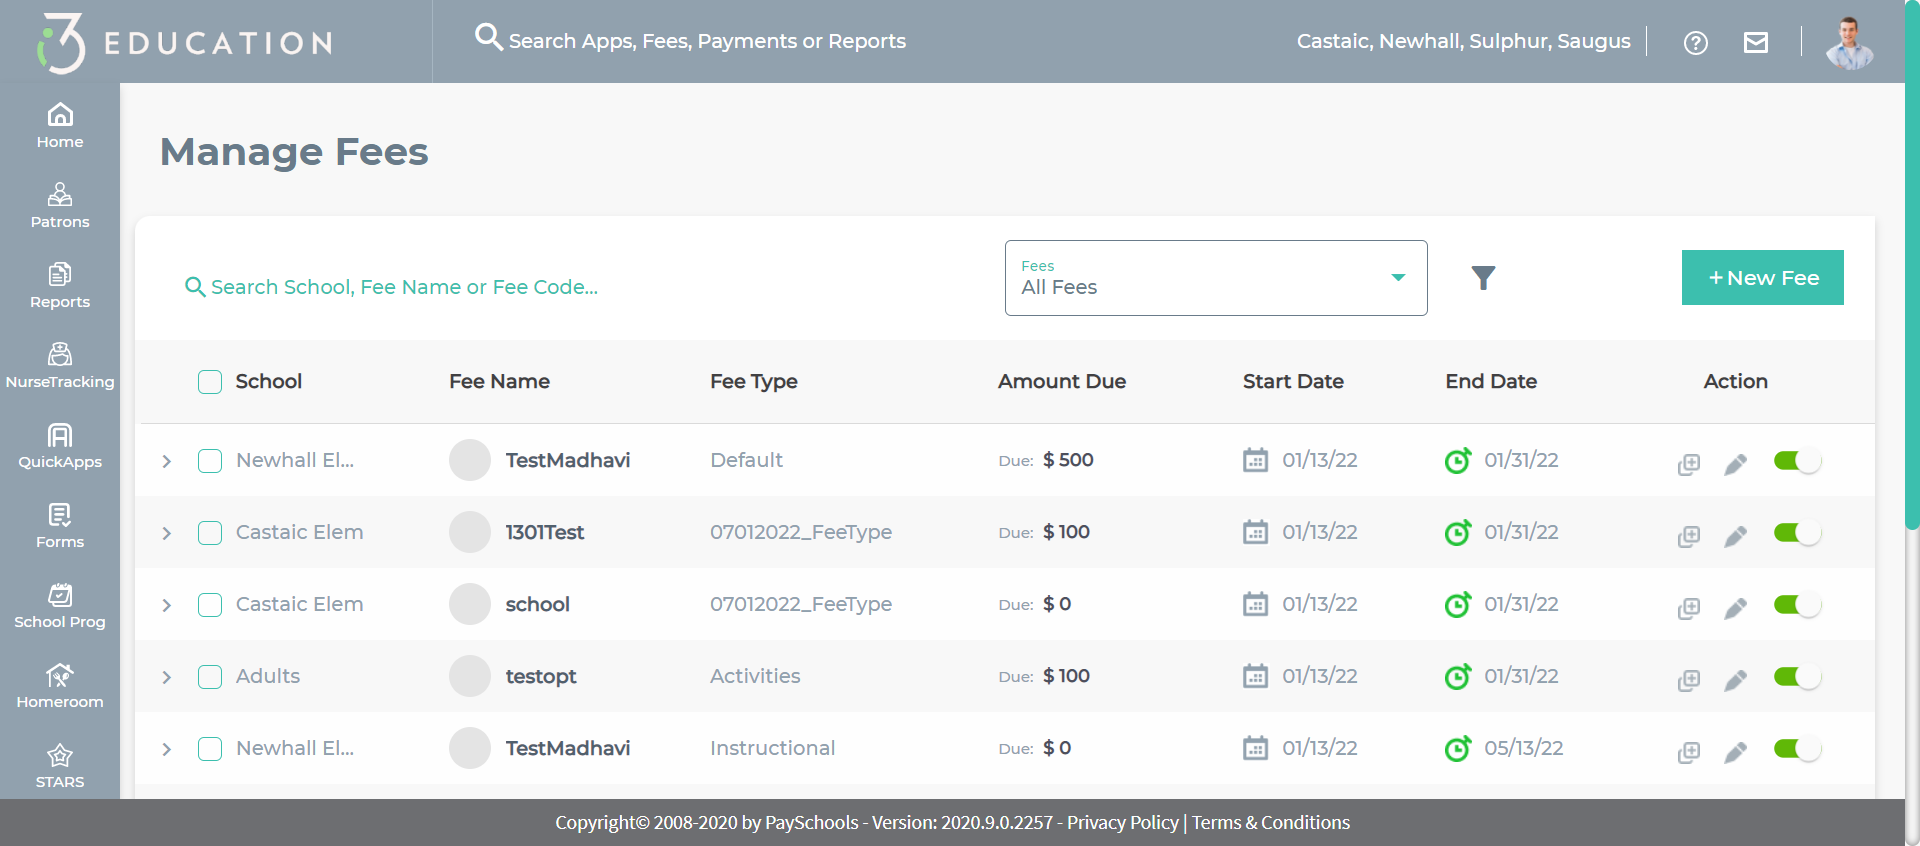 i3 EDUCATION
Search Apps, Fees, Payments or Reports
Castaic, Newhall, Sulphur, Saugus
Home
Patrons
Reports
NurseTracking
QuickApps
Forms
School Prog
Homeroom
STARS
Manage Fees
Search School, Fee Name or Fee Code...
Fees
All Fees
+ New Fee
School Fee Name Fee Type Amount Due Start Date End Date Action
Newhall El... TestMadhavi Default Due: $ 500 01/13/22 01/31/22
Castaic Elem 1301Test 07012022_FeeType Due: $ 100 01/13/22 01/31/22
Castaic Elem school 07012022_FeeType Due: $ 0 01/13/22 01/31/22
Adults testopt Activities Due: $ 100 01/13/22 01/31/22
Newhall El... TestMadhavi Instructional Due: $ 0 01/13/22 05/13/22
Copyright© 2008-2020 by PaySchools - Version: 2020.9.0.2257 - Privacy Policy | Terms & Conditions